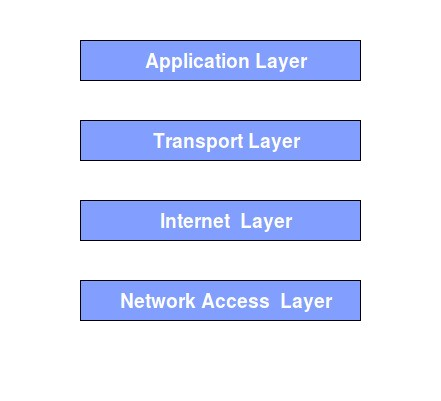 Application Layer
Transport Layer
Internet  Layer
Network Access  Layer